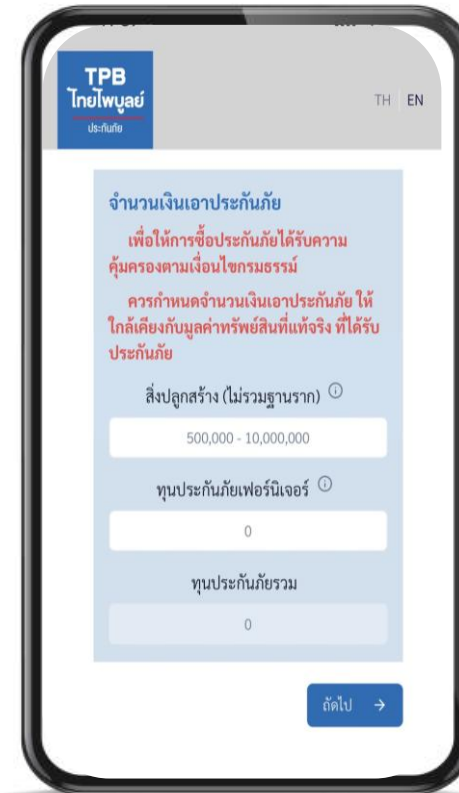 TPB
ไทยไพบูลย์
ประกันภัย
TH EN
จำนวนเงินเอาประกันภัย
เพื่อให้การซื้อประกันภัยได้รับความ
คุ้มครองตามเงื่อนไขกรมธรรม์
ควรกำหนดจำนวนเงินเอาประกันภัย ให้
ใกล้เคียงกับมูลค่าทรัพย์สินที่แท้จริง ที่ได้รับ
ประกันภัย
สิ่งปลูกสร้าง (ไม่รวมฐานราก)
500,000 - 10,000,000
ทุนประกันภัยเฟอร์นิเจอร์
0
ทุนประกันภัยรวม
0
ถัดไป →